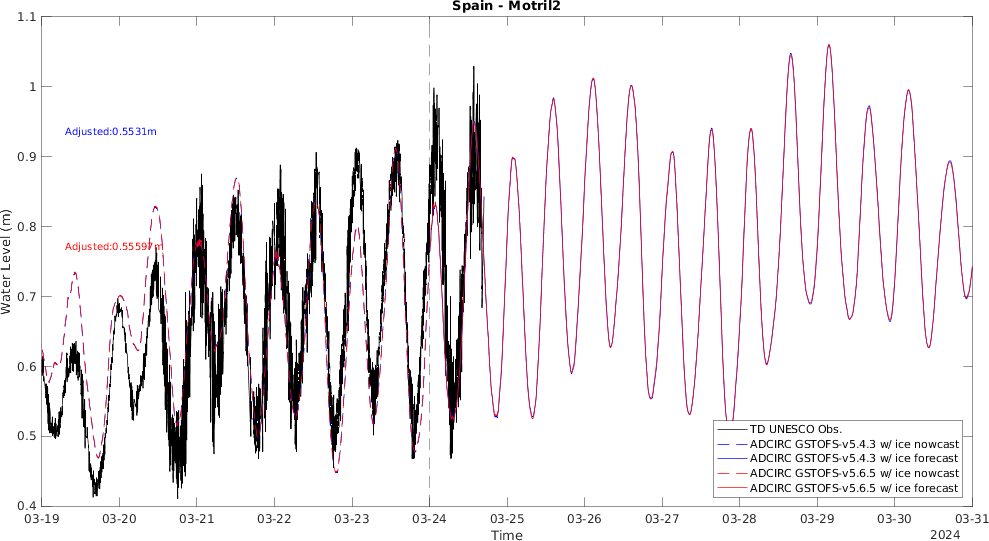 Spain - Motril2
1.1
1
0.9
0.8
0.7
0.6
0.5
0.4
Water Level (m)
Adjusted:0.5531m
Adjusted:0.55597m
TD UNESCO Obs.
ADCIRC GSTOFS-v5.4.3 w/ ice nowcast
ADCIRC GSTOFS-v5.4.3 w/ ice forecast
ADCIRC GSTOFS-v5.6.5 w/ ice nowcast
ADCIRC GSTOFS-v5.6.5 w/ ice forecast
03-19 03-20 03-21 03-22 03-23 03-24 03-25 03-26 03-27 03-28 03-29 03-30 03-31
Time
2024